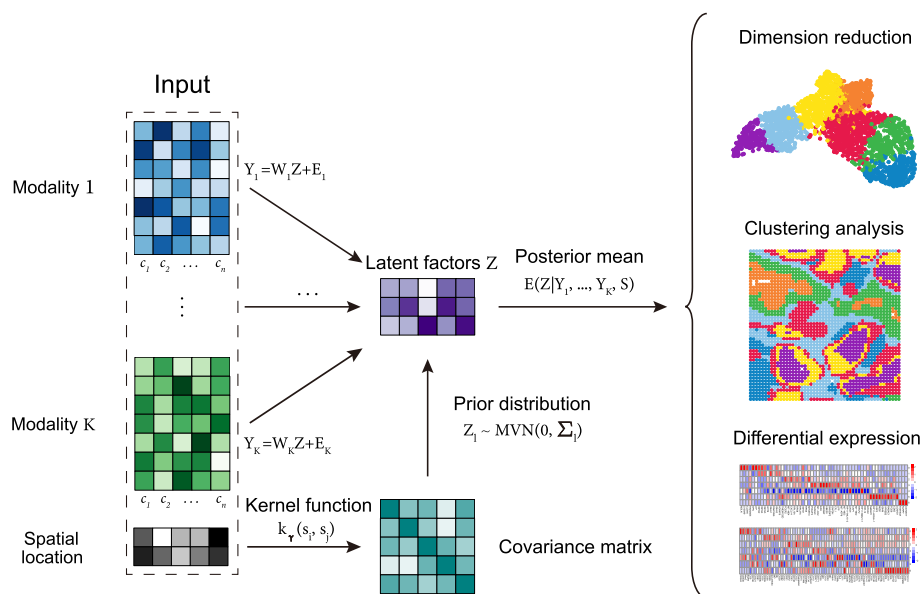 Input
Modality 1
c1 c2 ... cn
Y1=W1Z+E1
...
Modality K
c1 c2 ... cn
YK=WKZ+EK
Spatial
location
Kernel function
kγ(si, sj)
Covariance matrix
Prior distribution
Zl ~ MVN(0, Σl)
Latent factors Z
Posterior mean
E(Z|Y1, ..., YK, S)
Dimension reduction
Clustering analysis
Differential expression